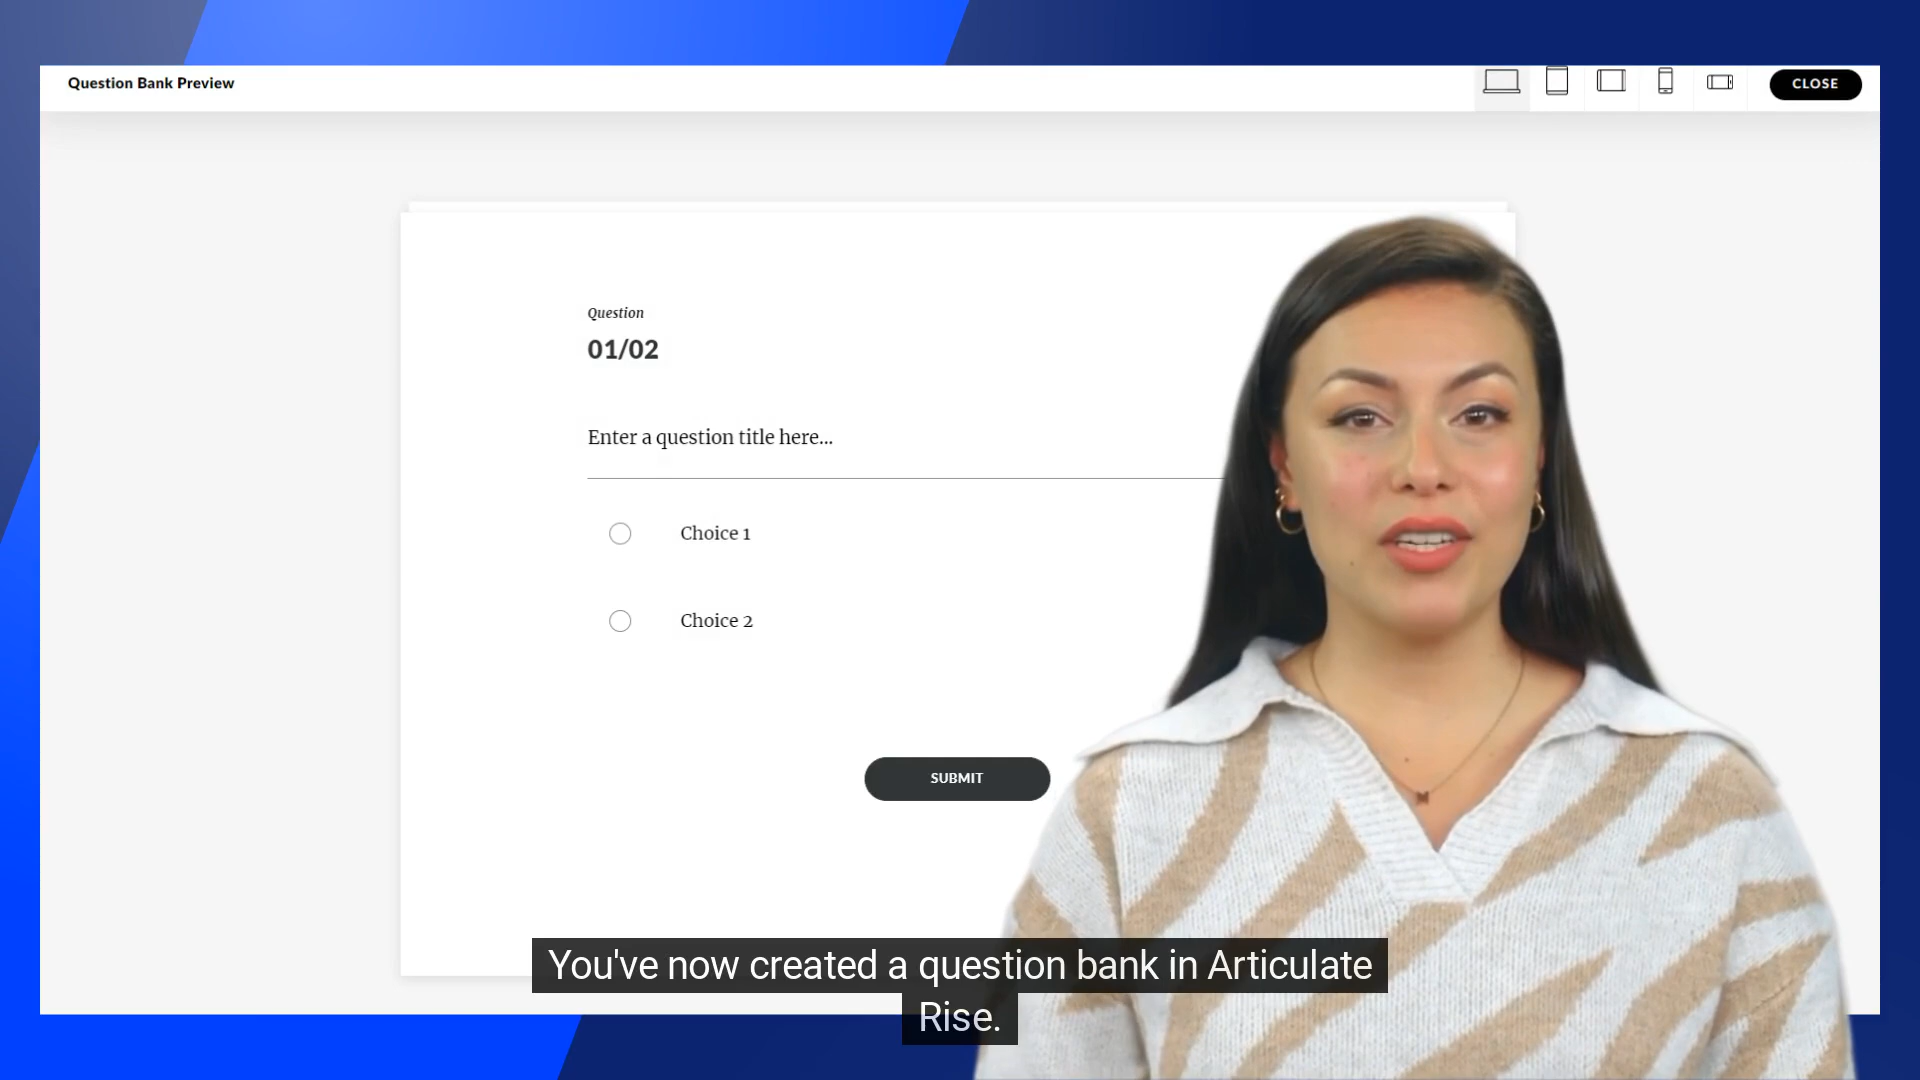 Question Bank Preview
CLOSE
Question
01/02
Enter a question title here...
Choice 1
Choice 2
SUBMIT
You've now created a question bank in Articulate
Rise.